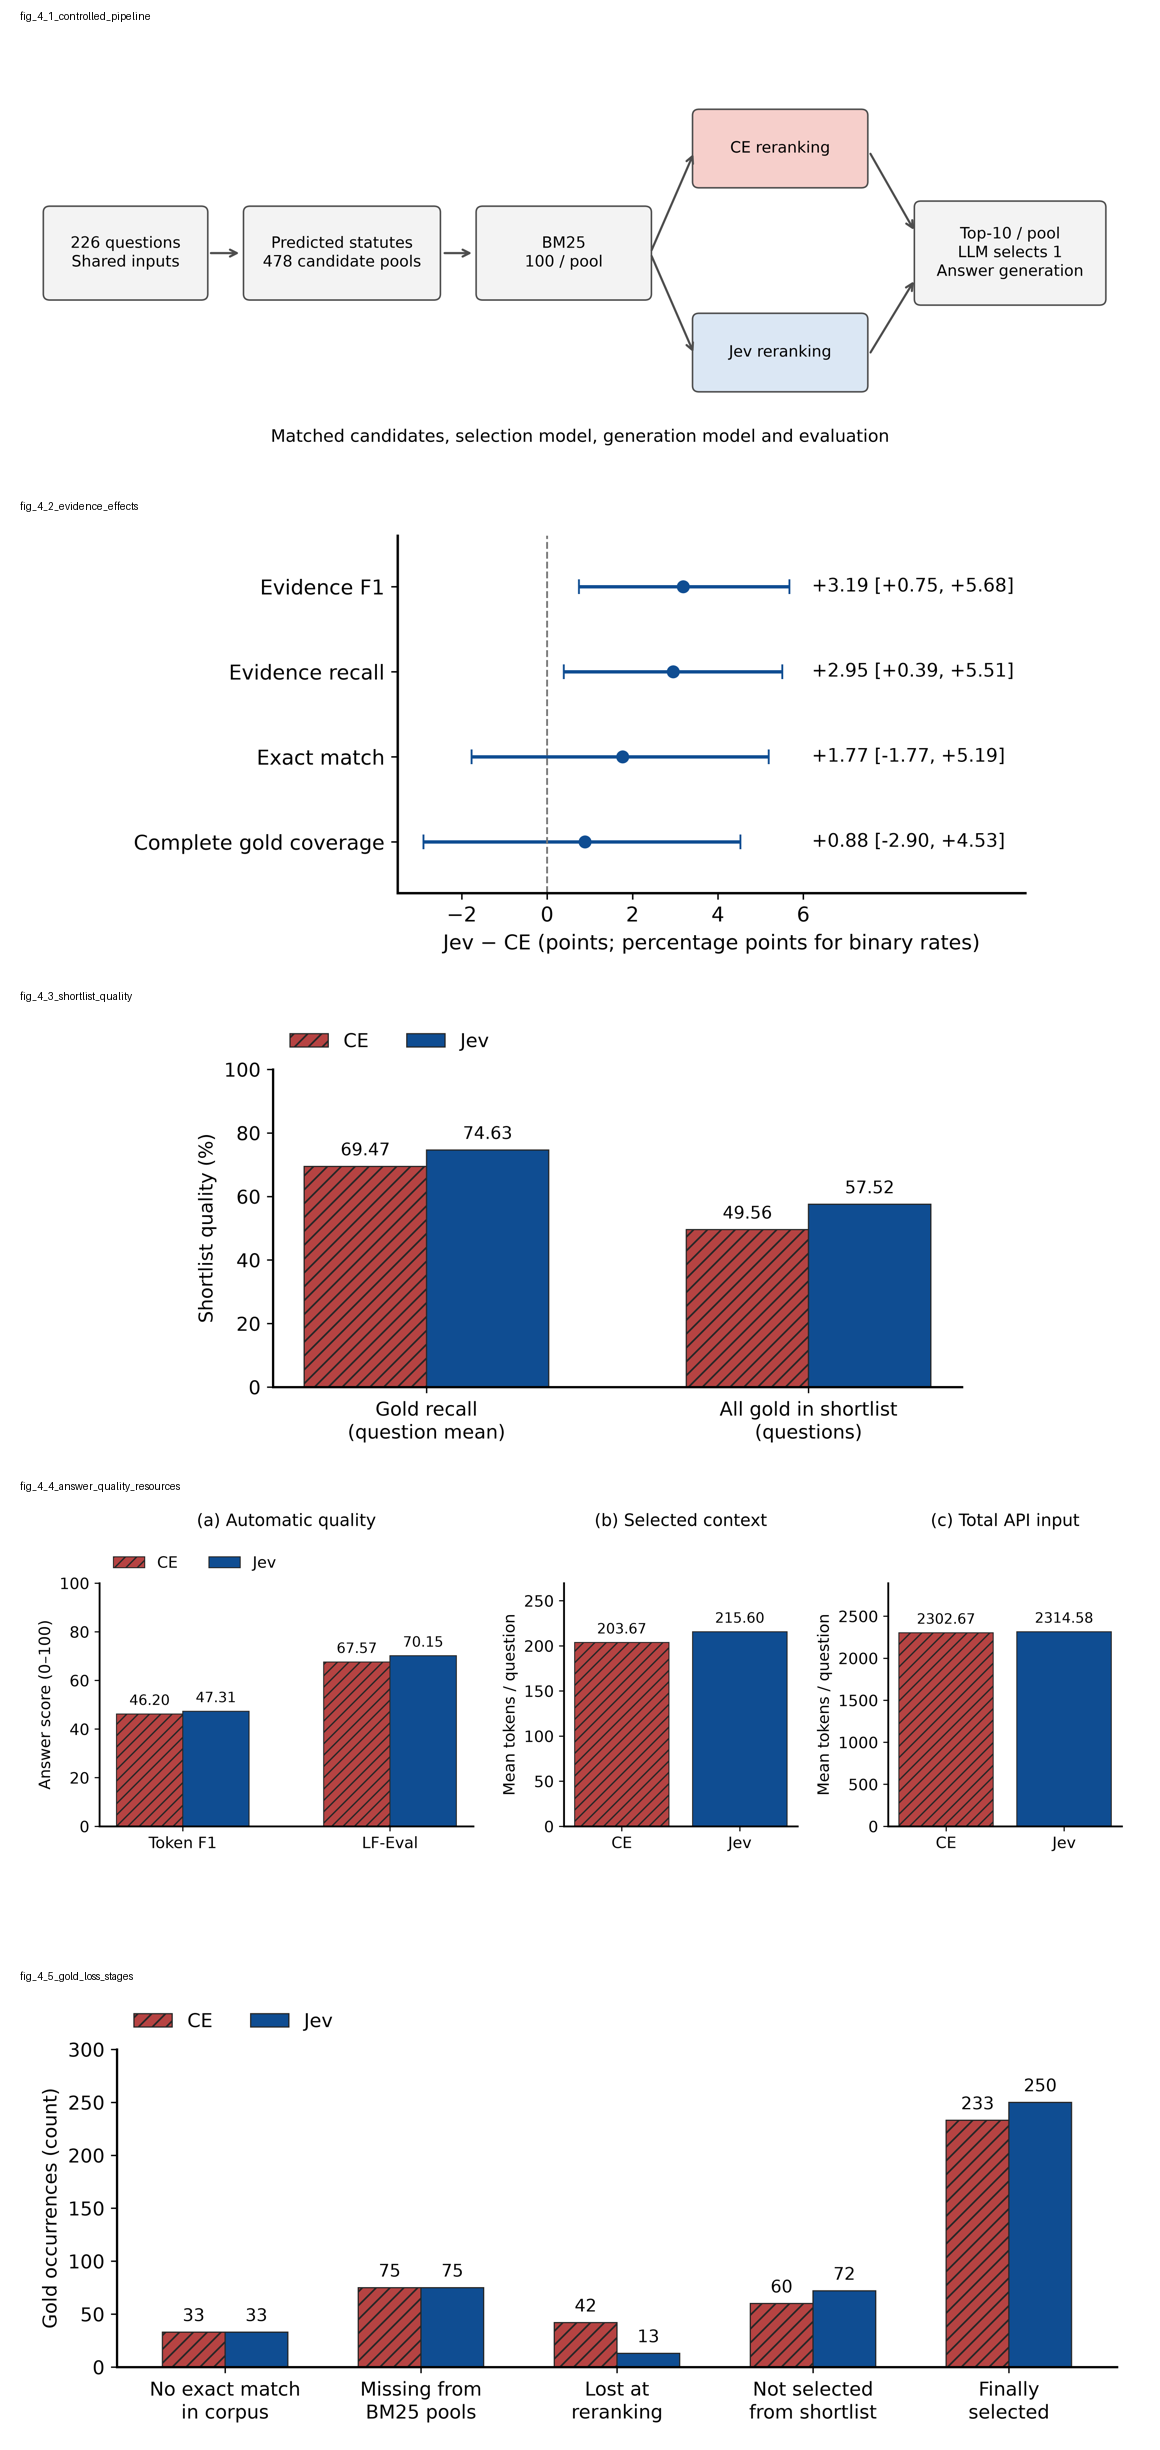 fig_4_1_controlled_pipeline
CE reranking
226 questions
Shared inputs
Predicted statutes
478 candidate pools
BM25
100 / pool
Top-10 / pool
LLM selects 1
Answer generation
Jev reranking
Matched candidates, selection model, generation model and evaluation
fig_4_2_evidence_effects
Evidence F1
+3.19 [+0.75, +5.68]
Evidence recall
+2.95 [+0.39, +5.51]
Exact match
+1.77 [-1.77, +5.19]
Complete gold coverage
+0.88 [-2.90, +4.53]
−2 0 2 4 6
Jev − CE (points; percentage points for binary rates)
fig_4_3_shortlist_quality
CE Jev
Shortlist quality (%)
100
80
60
40
20
0
69.47 74.63
49.56 57.52
Gold recall
(question mean)
All gold in shortlist
(questions)
fig_4_4_answer_quality_resources
(a) Automatic quality
CE Jev
Answer score (0–100)
100
80
60
40
20
0
46.20 47.31
67.57 70.15
Token F1 LF-Eval
(b) Selected context
Mean tokens / question
250
200
150
100
50
0
203.67 215.60
CE Jev
(c) Total API input
Mean tokens / question
2500
2000
1500
1000
500
0
2302.67 2314.58
CE Jev
fig_4_5_gold_loss_stages
CE Jev
Gold occurrences (count)
300
250
200
150
100
50
0
33 33
75 75
42 13
60 72
233 250
No exact match
in corpus
Missing from
BM25 pools
Lost at
reranking
Not selected
from shortlist
Finally
selected